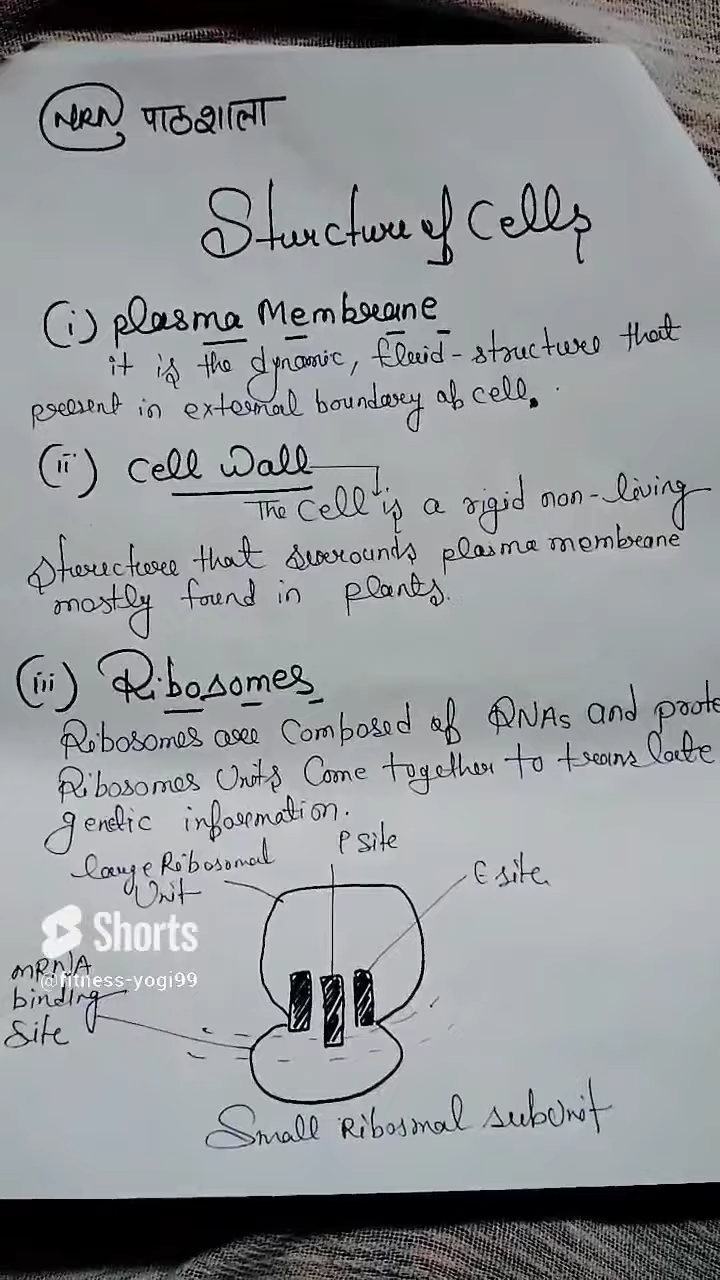 NRN पाठशाला
Sturcture of Cells
(i) plasma Membrane
it is the dynamic, fluid-structure that
present in external boundary of cell.
(ii) Cell Wall
The Cell is a rigid non-living
structure that surrounds plasma membrane
mostly found in plants.
(iii) Ribosomes
Ribosomes are Composed of RNAs and prote
Ribosomes Units Come together to translate
genetic information.
P site
large Ribosomal
Unit
E site
Shorts
@fitness-yogi99
mRNA
binding
Site
Small Ribosmal subUnit